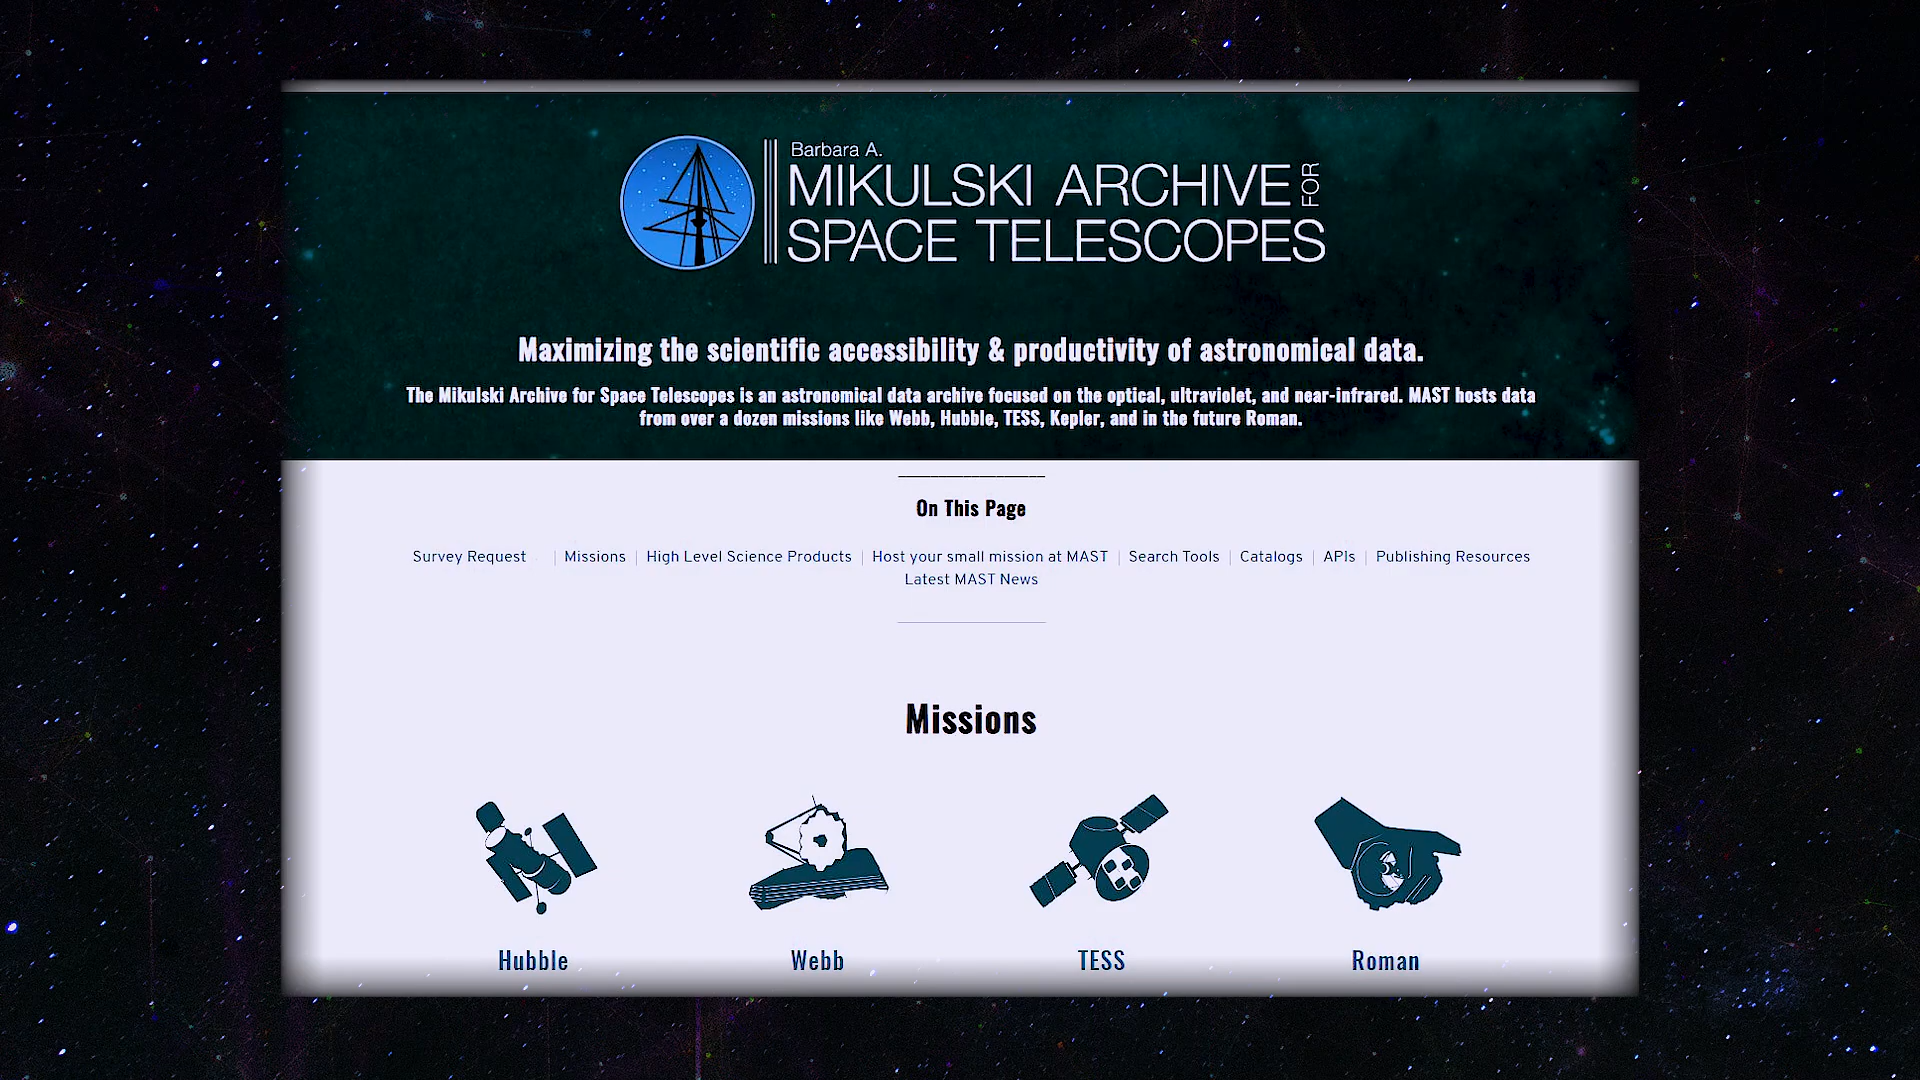 Barbara A.
MIKULSKI ARCHIVE FOR
SPACE TELESCOPES
Maximizing the scientific accessibility & productivity of astronomical data.
The Mikulski Archive for Space Telescopes is an astronomical data archive focused on the optical, ultraviolet, and near-infrared. MAST hosts data
from over a dozen missions like Webb, Hubble, TESS, Kepler, and in the future Roman.
On This Page
Survey Request | Missions | High Level Science Products | Host your small mission at MAST | Search Tools | Catalogs | APIs | Publishing Resources
Latest MAST News
Missions
Hubble Webb TESS Roman